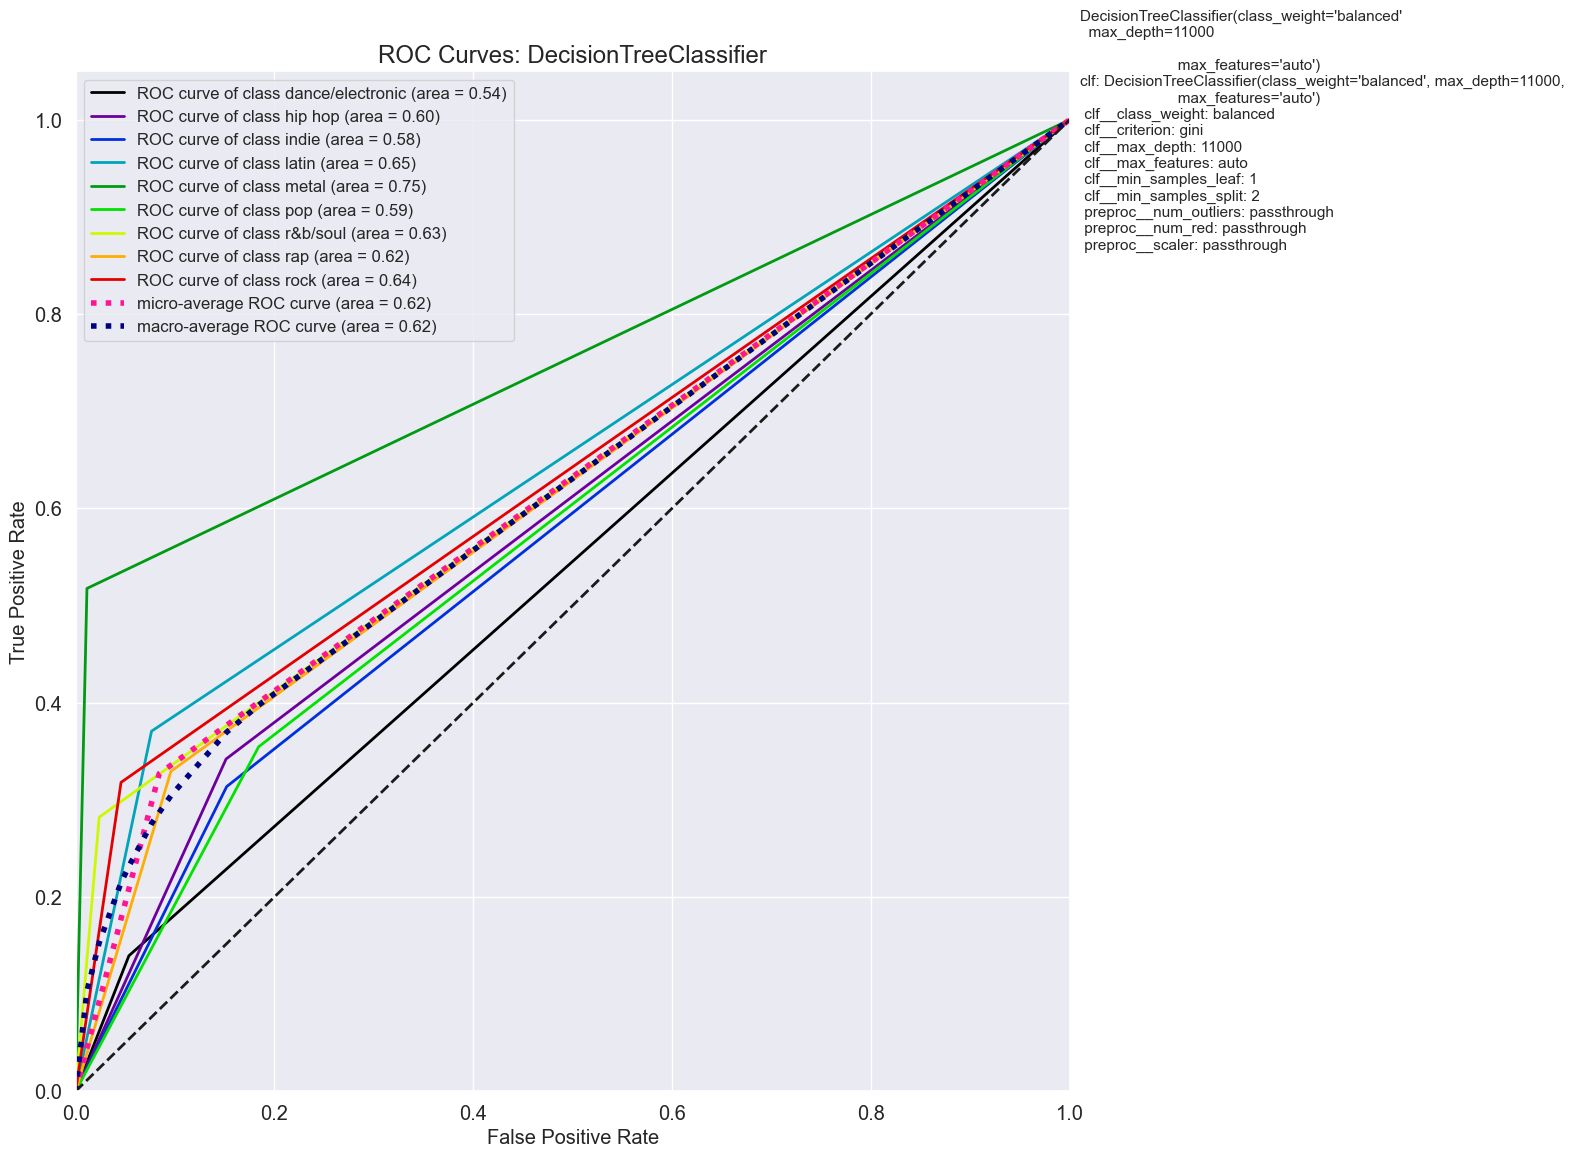 DecisionTreeClassifier(class_weight='balanced'
max_depth=11000
max_features='auto')
clf: DecisionTreeClassifier(class_weight='balanced', max_depth=11000,
max_features='auto')
clf__class_weight: balanced
clf__criterion: gini
clf__max_depth: 11000
clf__max_features: auto
clf__min_samples_leaf: 1
clf__min_samples_split: 2
preproc__num_outliers: passthrough
preproc__num_red: passthrough
preproc__scaler: passthrough
ROC Curves: DecisionTreeClassifier
ROC curve of class dance/electronic (area = 0.54)
ROC curve of class hip hop (area = 0.60)
ROC curve of class indie (area = 0.58)
ROC curve of class latin (area = 0.65)
ROC curve of class metal (area = 0.75)
ROC curve of class pop (area = 0.59)
ROC curve of class r&b/soul (area = 0.63)
ROC curve of class rap (area = 0.62)
ROC curve of class rock (area = 0.64)
micro-average ROC curve (area = 0.62)
macro-average ROC curve (area = 0.62)
True Positive Rate
1.0
0.8
0.6
0.4
0.2
0.0
0.0 0.2 0.4 0.6 0.8 1.0
False Positive Rate